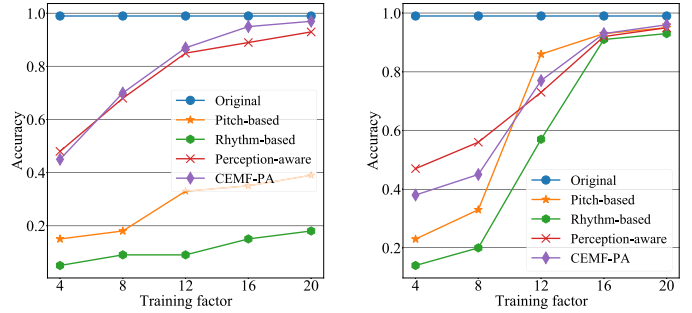 1.0
0.8
0.6
0.4
0.2
Accuracy
Original
Pitch-based
Rhythm-based
Perception-aware
CEMF-PA
4 8 12 16 20
Training factor
1.0
0.8
0.6
0.4
0.2
Accuracy
Original
Pitch-based
Rhythm-based
Perception-aware
CEMF-PA
4 8 12 16 20
Training factor